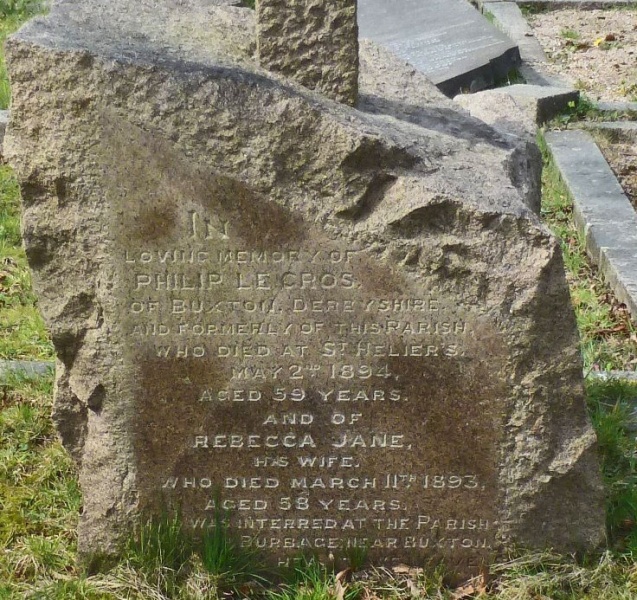 IN
LOVING MEMORY OF
PHILIP LE CROS.
OF BUXTON, DERBYSHIRE.
AND FORMERLY OF THIS PARISH.
WHO DIED AT ST HELIER'S.
MAY 2ND 1894,
AGED 59 YEARS.
AND OF
REBECCA JANE,
HIS WIFE.
WHO DIED MARCH 11TH 1893,
AGED 58 YEARS.
WAS INTERRED AT THE PARISH
BURBAGE, NEAR BUXTON.